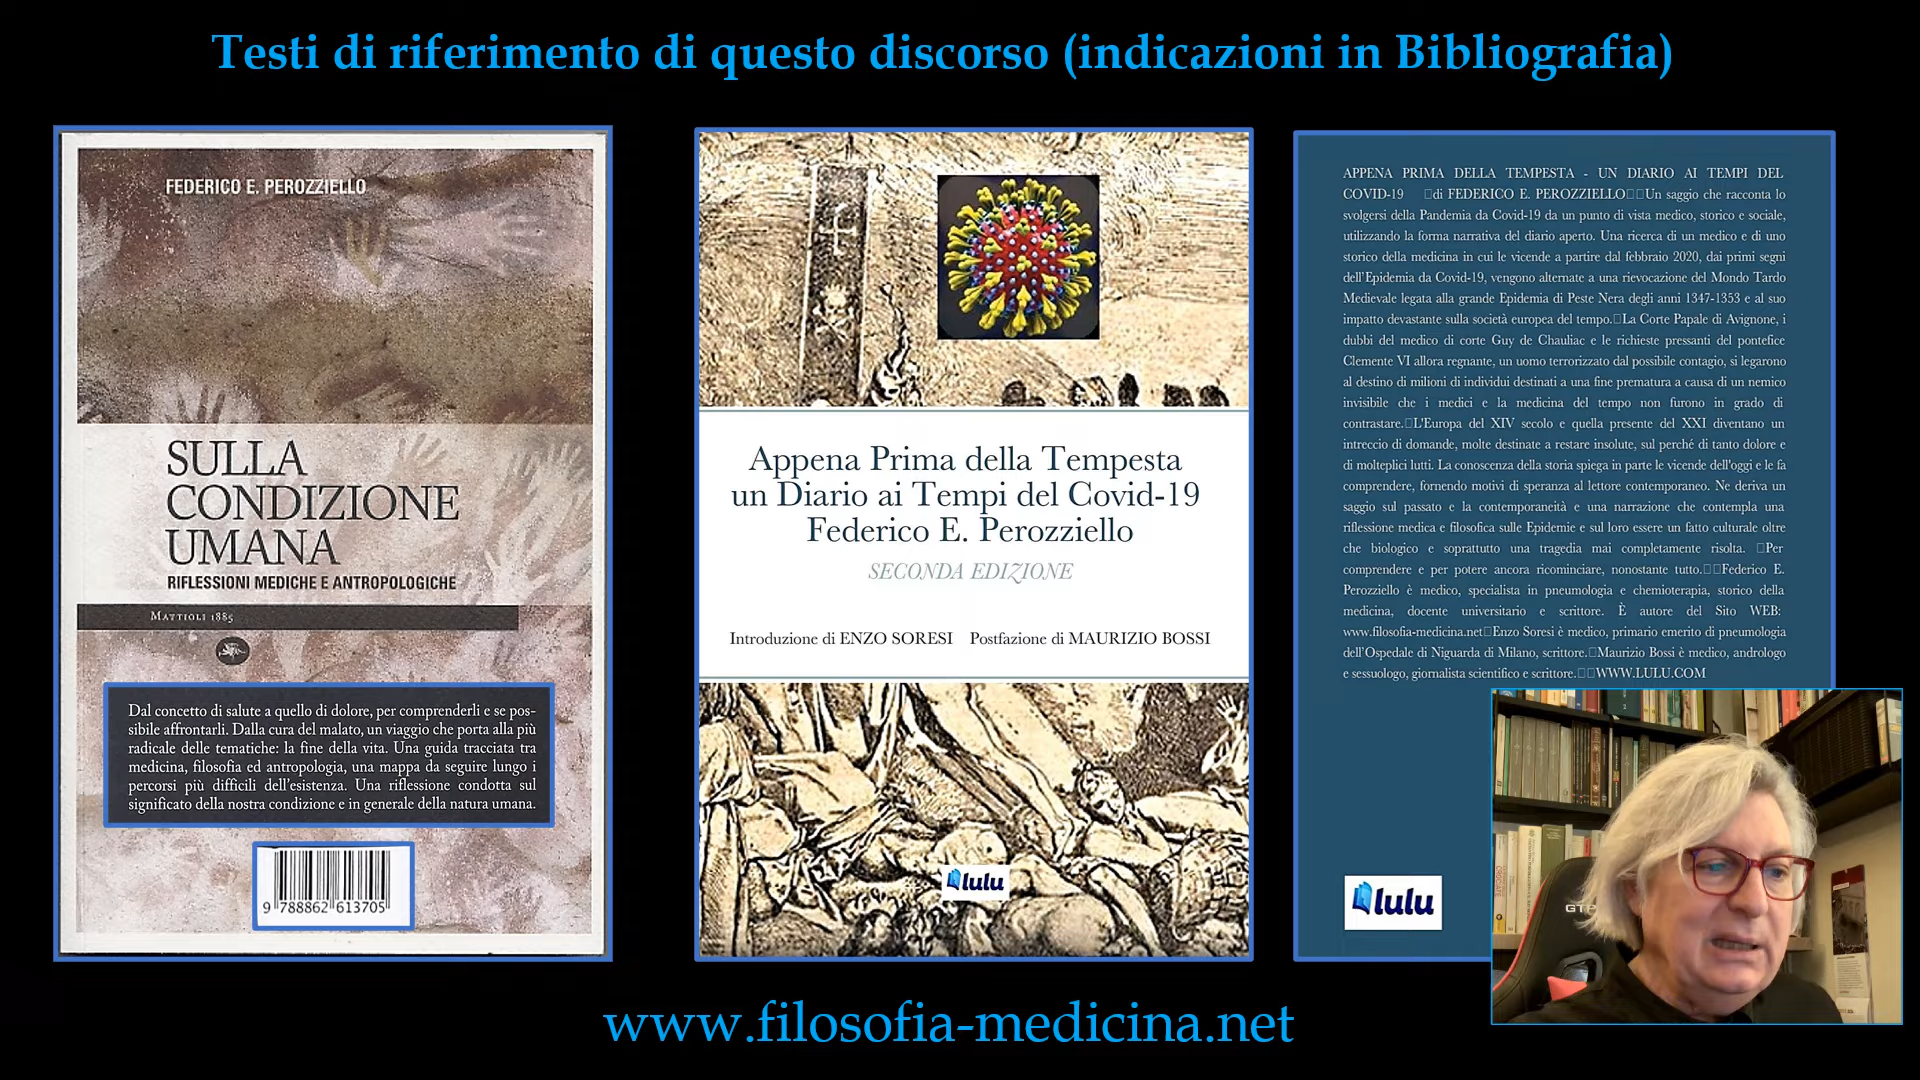 Testi di riferimento di questo discorso (indicazioni in Bibliografia)
FEDERICO E. PEROZZIELLO
SULLA
CONDIZIONE
UMANA
RIFLESSIONI MEDICHE E ANTROPOLOGICHE
MATTIOLI 1885
Dal concetto di salute a quello di dolore, per comprenderli e se pos-
sibile affrontarli. Dalla cura del malato, un viaggio che porta alla più
radicale delle tematiche: la fine della vita. Una guida tracciata tra
medicina, filosofia ed antropologia, una mappa da seguire lungo i
percorsi più difficili dell'esistenza. Una riflessione condotta sul
significato della nostra condizione e in generale della natura umana.
9 788862 613705
Appena Prima della Tempesta
un Diario ai Tempi del Covid-19
Federico E. Perozziello
SECONDA EDIZIONE
Introduzione di ENZO SORESI Postfazione di MAURIZIO BOSSI
lulu
APPENA PRIMA DELLA TEMPESTA - UN DIARIO AI TEMPI DEL
COVID-19 □di FEDERICO E. PEROZZIELLO□□Un saggio che racconta lo
svolgersi della Pandemia da Covid-19 da un punto di vista medico, storico e sociale,
utilizzando la forma narrativa del diario aperto. Una ricerca di un medico e di uno
storico della medicina in cui le vicende a partire dal febbraio 2020, dai primi segni
dell'Epidemia da Covid-19, vengono alternate a una rievocazione del Mondo Tardo
Medievale legata alla grande Epidemia di Peste Nera degli anni 1347-1353 e al suo
impatto devastante sulla società europea del tempo.□La Corte Papale di Avignone, i
dubbi del medico di corte Guy de Chauliac e le richieste pressanti del pontefice
Clemente VI allora regnante, un uomo terrorizzato dal possibile contagio, si legarono
al destino di milioni di individui destinati a una fine prematura a causa di un nemico
invisibile che i medici e la medicina del tempo non furono in grado di
contrastare.□L'Europa del XIV secolo e quella presente del XXI diventano un
intreccio di domande, molte destinate a restare insolute, sul perché di tanto dolore e
di molteplici lutti. La conoscenza della storia spiega in parte le vicende dell'oggi e le fa
comprendere, fornendo motivi di speranza al lettore contemporaneo. Ne deriva un
saggio sul passato e la contemporaneità e una narrazione che contempla una
riflessione medica e filosofica sulle Epidemie e sul loro essere un fatto culturale oltre
che biologico e soprattutto una tragedia mai completamente risolta. □Per
comprendere e per potere ancora ricominciare, nonostante tutto.□□Federico E.
Perozziello è medico, specialista in pneumologia e chemioterapia, storico della
medicina, docente universitario e scrittore. È autore del Sito WEB:
www.filosofia-medicina.net□Enzo Soresi è medico, primario emerito di pneumologia
dell'Ospedale di Niguarda di Milano, scrittore.□Maurizio Bossi è medico, andrologo
e sessuologo, giornalista scientifico e scrittore.□□WWW.LULU.COM
lulu
www.filosofia-medicina.net